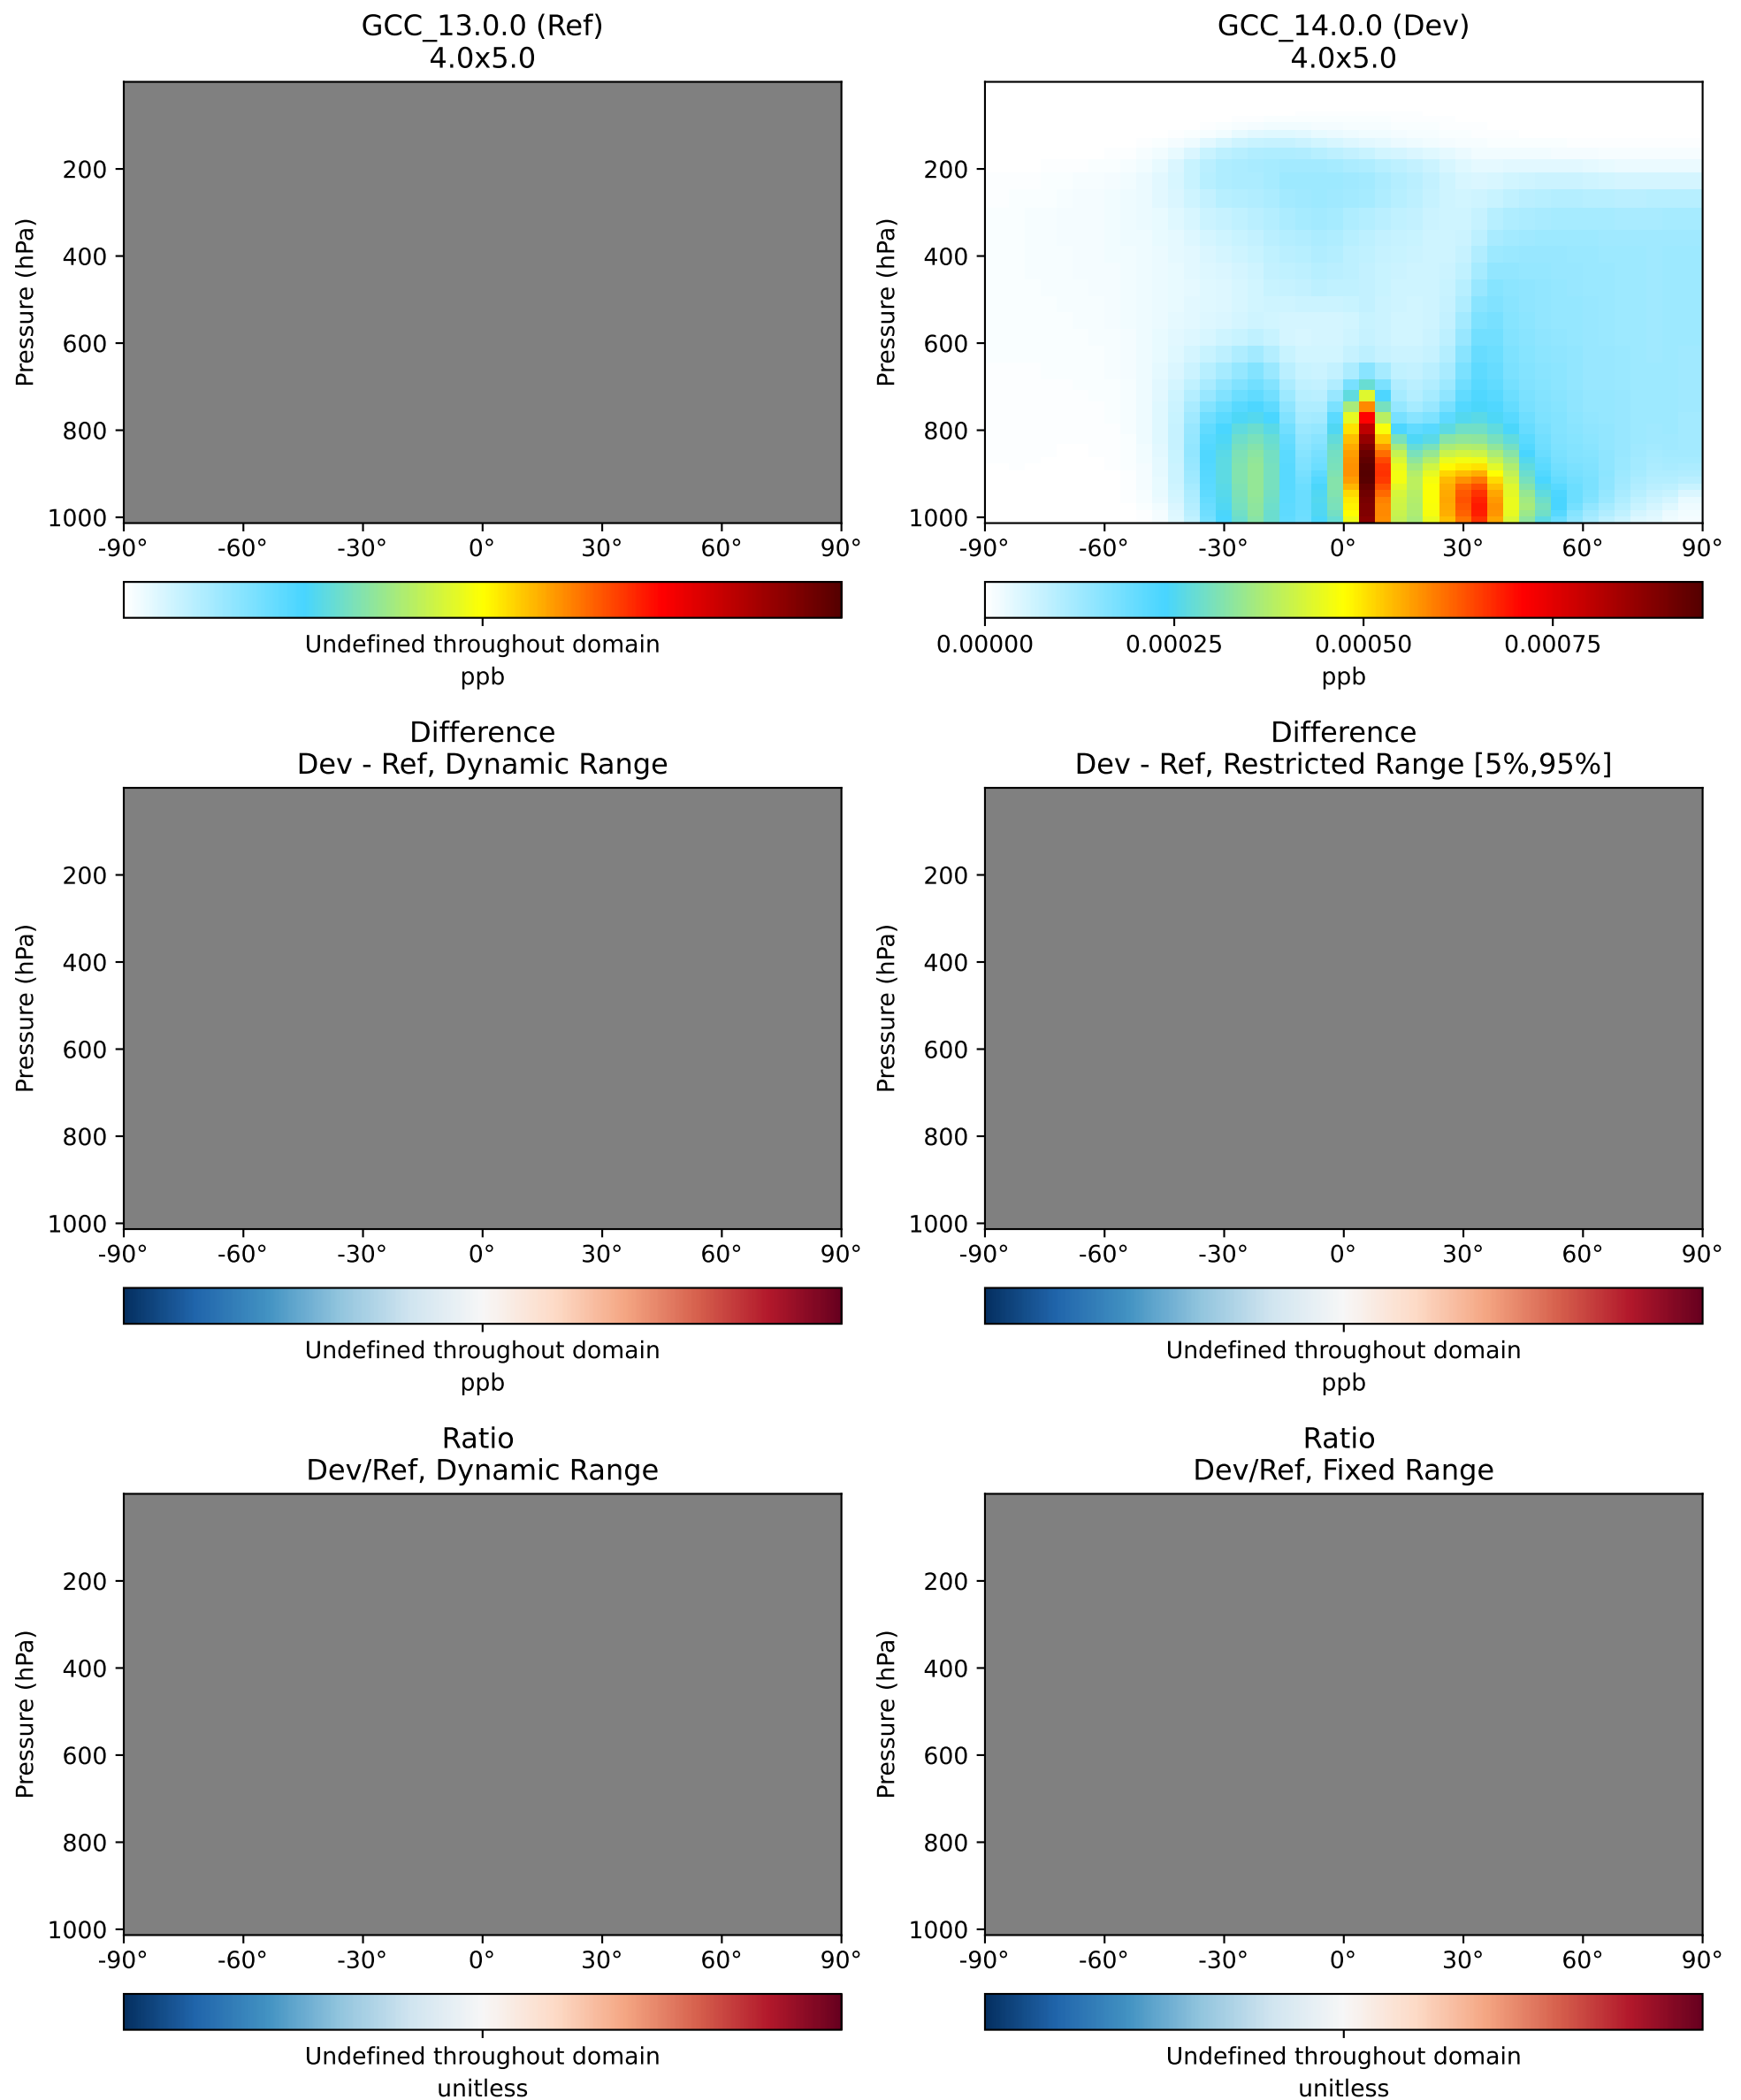 GCC_13.0.0 (Ref)
4.0x5.0
Pressure (hPa)
200
400
600
800
1000
-90° -60° -30° 0° 30° 60° 90°
Undefined throughout domain
ppb
GCC_14.0.0 (Dev)
4.0x5.0
Pressure (hPa)
200
400
600
800
1000
-90° -60° -30° 0° 30° 60° 90°
0.00000 0.00025 0.00050 0.00075
ppb
Difference
Dev - Ref, Dynamic Range
Pressure (hPa)
200
400
600
800
1000
-90° -60° -30° 0° 30° 60° 90°
Undefined throughout domain
ppb
Difference
Dev - Ref, Restricted Range [5%,95%]
Pressure (hPa)
200
400
600
800
1000
-90° -60° -30° 0° 30° 60° 90°
Undefined throughout domain
ppb
Ratio
Dev/Ref, Dynamic Range
Pressure (hPa)
200
400
600
800
1000
-90° -60° -30° 0° 30° 60° 90°
Undefined throughout domain
unitless
Ratio
Dev/Ref, Fixed Range
Pressure (hPa)
200
400
600
800
1000
-90° -60° -30° 0° 30° 60° 90°
Undefined throughout domain
unitless